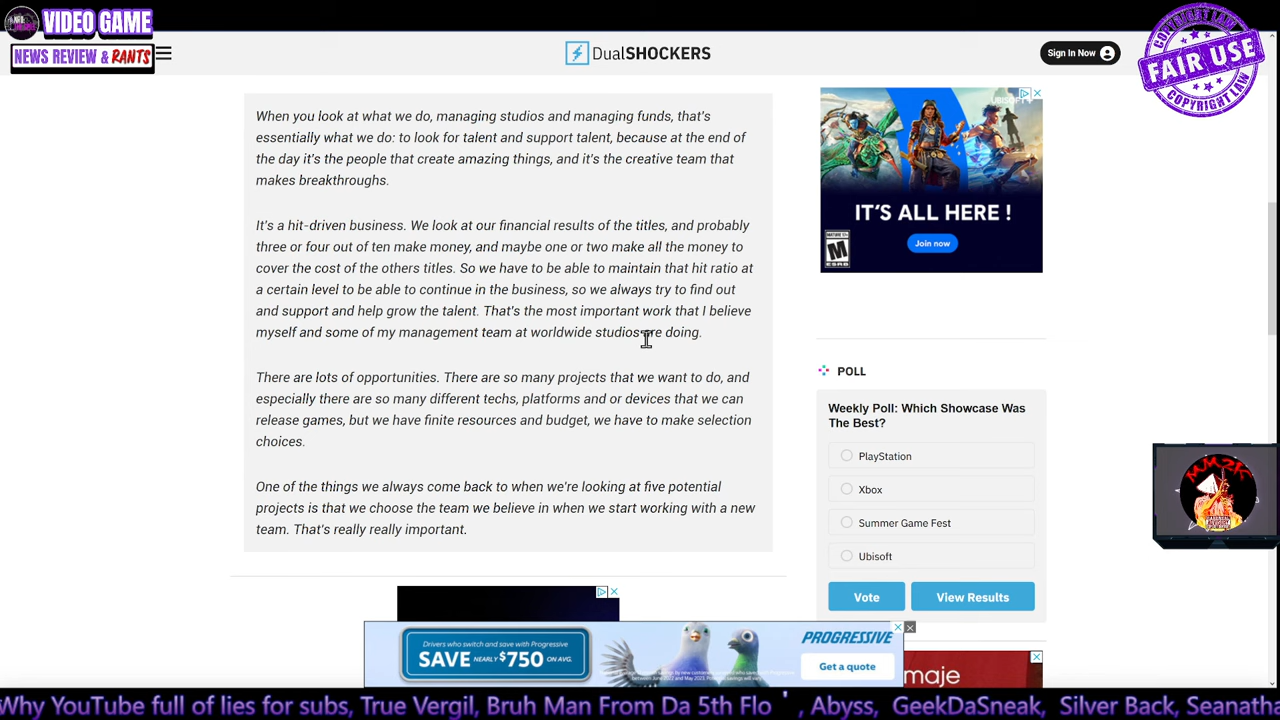 VIDEO GAME
NEWS REVIEW & RANTS
DualSHOCKERS
Sign In Now
COPYRIGHT LAW
FAIR USE
COPYRIGHT LAW
When you look at what we do, managing studios and managing funds, that's
essentially what we do: to look for talent and support talent, because at the end of
the day it's the people that create amazing things, and it's the creative team that
makes breakthroughs.
It's a hit-driven business. We look at our financial results of the titles, and probably
three or four out of ten make money, and maybe one or two make all the money to
cover the cost of the others titles. So we have to be able to maintain that hit ratio at
a certain level to be able to continue in the business, so we always try to find out
and support and help grow the talent. That's the most important work that I believe
myself and some of my management team at worldwide studios re doing.
There are lots of opportunities. There are so many projects that we want to do, and
especially there are so many different techs, platforms and or devices that we can
release games, but we have finite resources and budget, we have to make selection
choices.
One of the things we always come back to when we're looking at five potential
projects is that we choose the team we believe in when we start working with a new
team. That's really really important.
UBISOFT+
IT'S ALL HERE !
Join now
MATURE 17+
M
ESRB
POLL
Weekly Poll: Which Showcase Was
The Best?
PlayStation
Xbox
Summer Game Fest
Ubisoft
Vote
View Results
MM2K
Drivers who switch and save with Progressive
SAVE NEARLY $750 ON AVG.
PROGRESSIVE
Get a quote
maje
Why YouTube full of lies for subs, True Vergil, Bruh Man From Da 5th Flo ', Abyss, GeekDaSneak, Silver Back, Seanatha